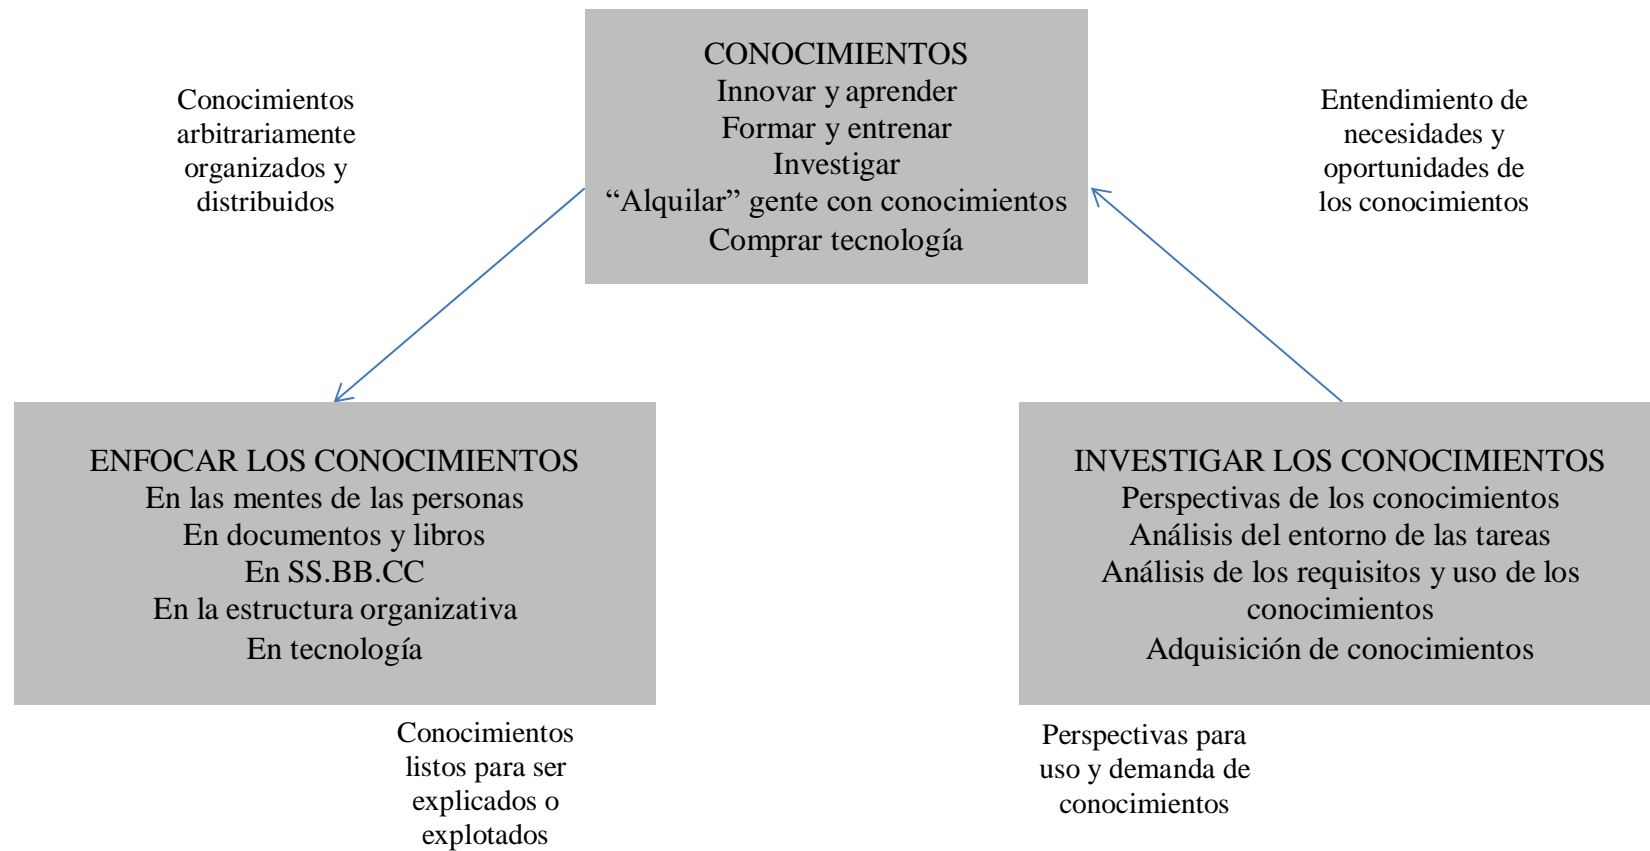 CONOCIMIENTOS
Innovar y aprender
Formar y entrenar
Investigar
“Alquilar” gente con conocimientos
Comprar tecnología
Conocimientos
arbitrariamente
organizados y
distribuidos
Entendimiento de
necesidades y
oportunidades de
los conocimientos
ENFOCAR LOS CONOCIMIENTOS
En las mentes de las personas
En documentos y libros
En SS.BB.CC
En la estructura organizativa
En tecnología
INVESTIGAR LOS CONOCIMIENTOS
Perspectivas de los conocimientos
Análisis del entorno de las tareas
Análisis de los requisitos y uso de los
conocimientos
Adquisición de conocimientos
Conocimientos
listos para ser
explicados o
explotados
Perspectivas para
uso y demanda de
conocimientos